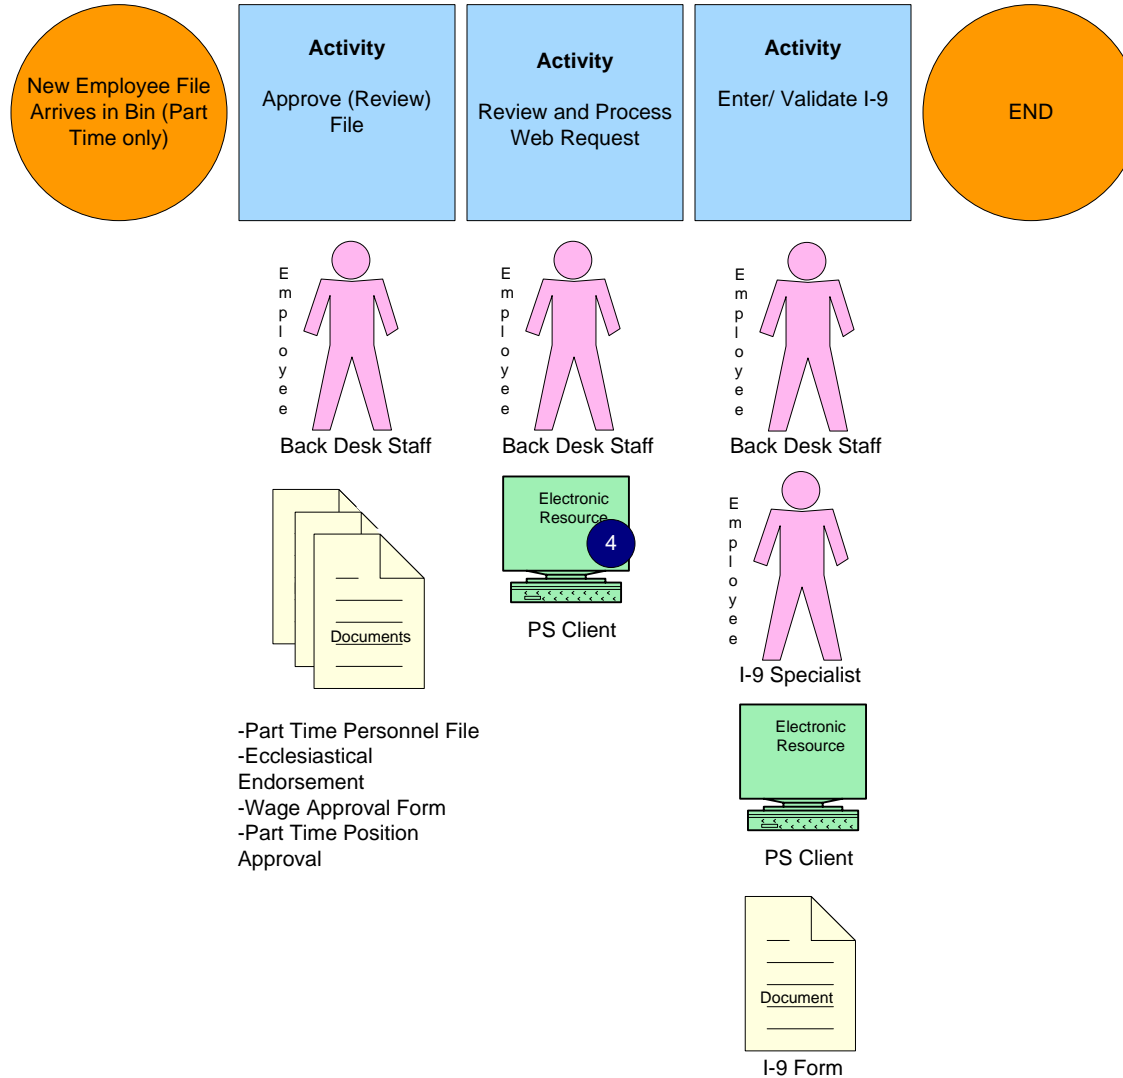 New Employee File
Arrives in Bin (Part
Time only)
Activity
Approve (Review)
File
Activity
Review and Process
Web Request
Activity
Enter/ Validate I-9
END
Employee
Back Desk Staff
Employee
Back Desk Staff
Employee
Back Desk Staff
Documents
-Part Time Personnel File
-Ecclesiastical
Endorsement
-Wage Approval Form
-Part Time Position
Approval
Electronic
Resource
4
PS Client
Employee
I-9 Specialist
Electronic
Resource
PS Client
Document
I-9 Form